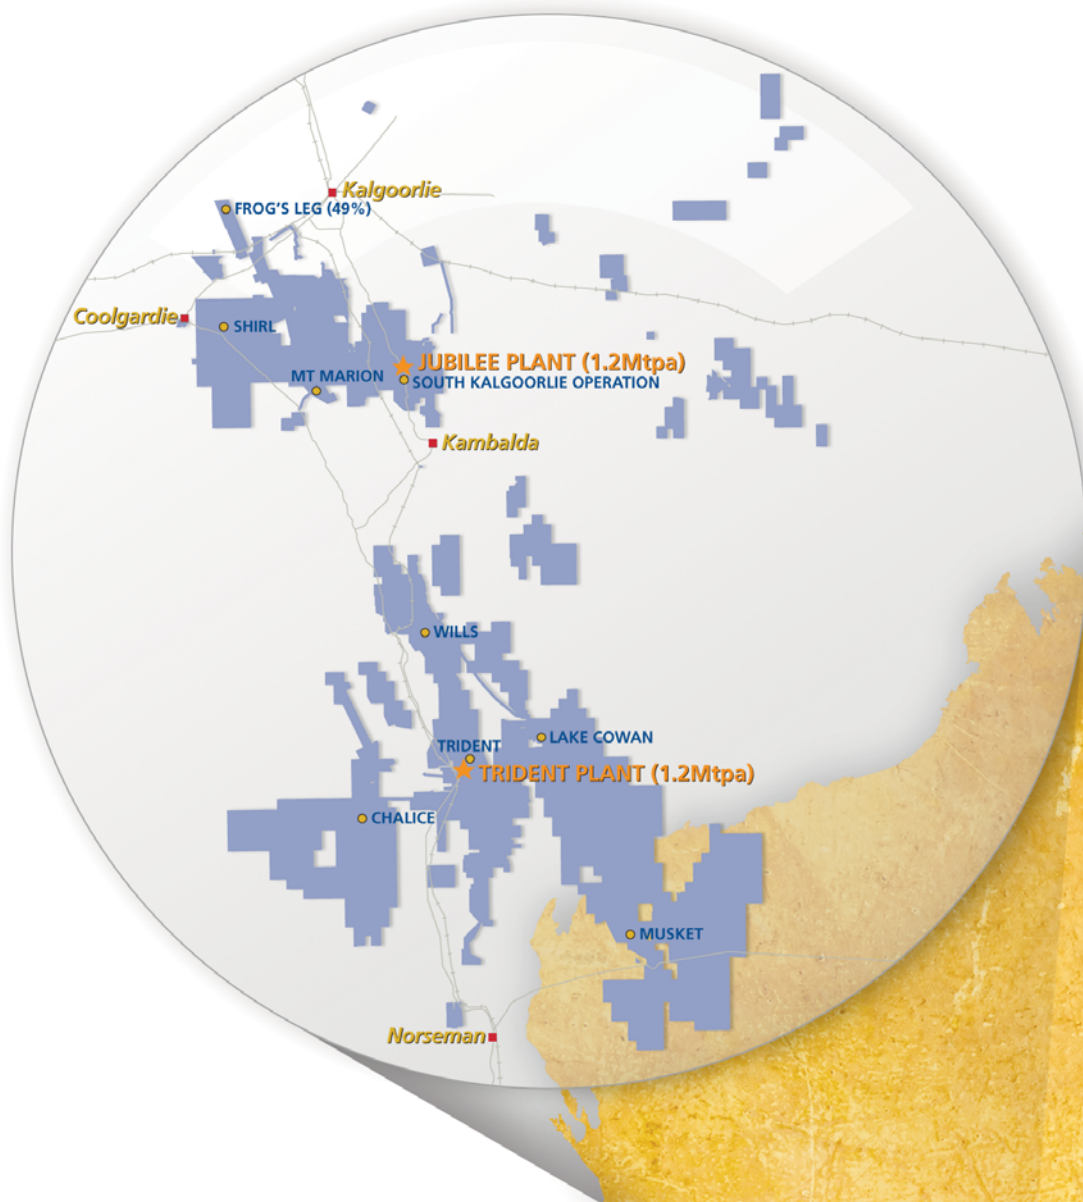 Kalgoorlie
FROG'S LEG (49%)
Coolgardie
SHIRL
JUBILEE PLANT (1.2Mtpa)
MT MARION
SOUTH KALGOORLIE OPERATION
Kambalda
WILLS
LAKE COWAN
TRIDENT
TRIDENT PLANT (1.2Mtpa)
CHALICE
MUSKET
Norseman